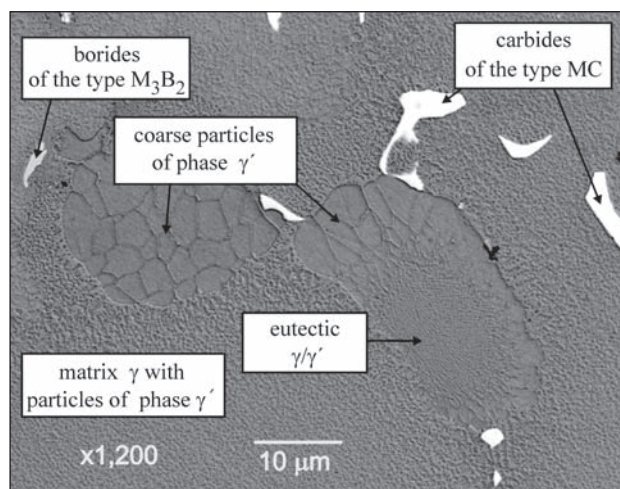 borides
of the type M₃B₂
carbides
of the type MC
coarse particles
of phase γ´
eutectic
γ/γ´
matrix γ with
particles of phase γ´
x1,200
10 μm